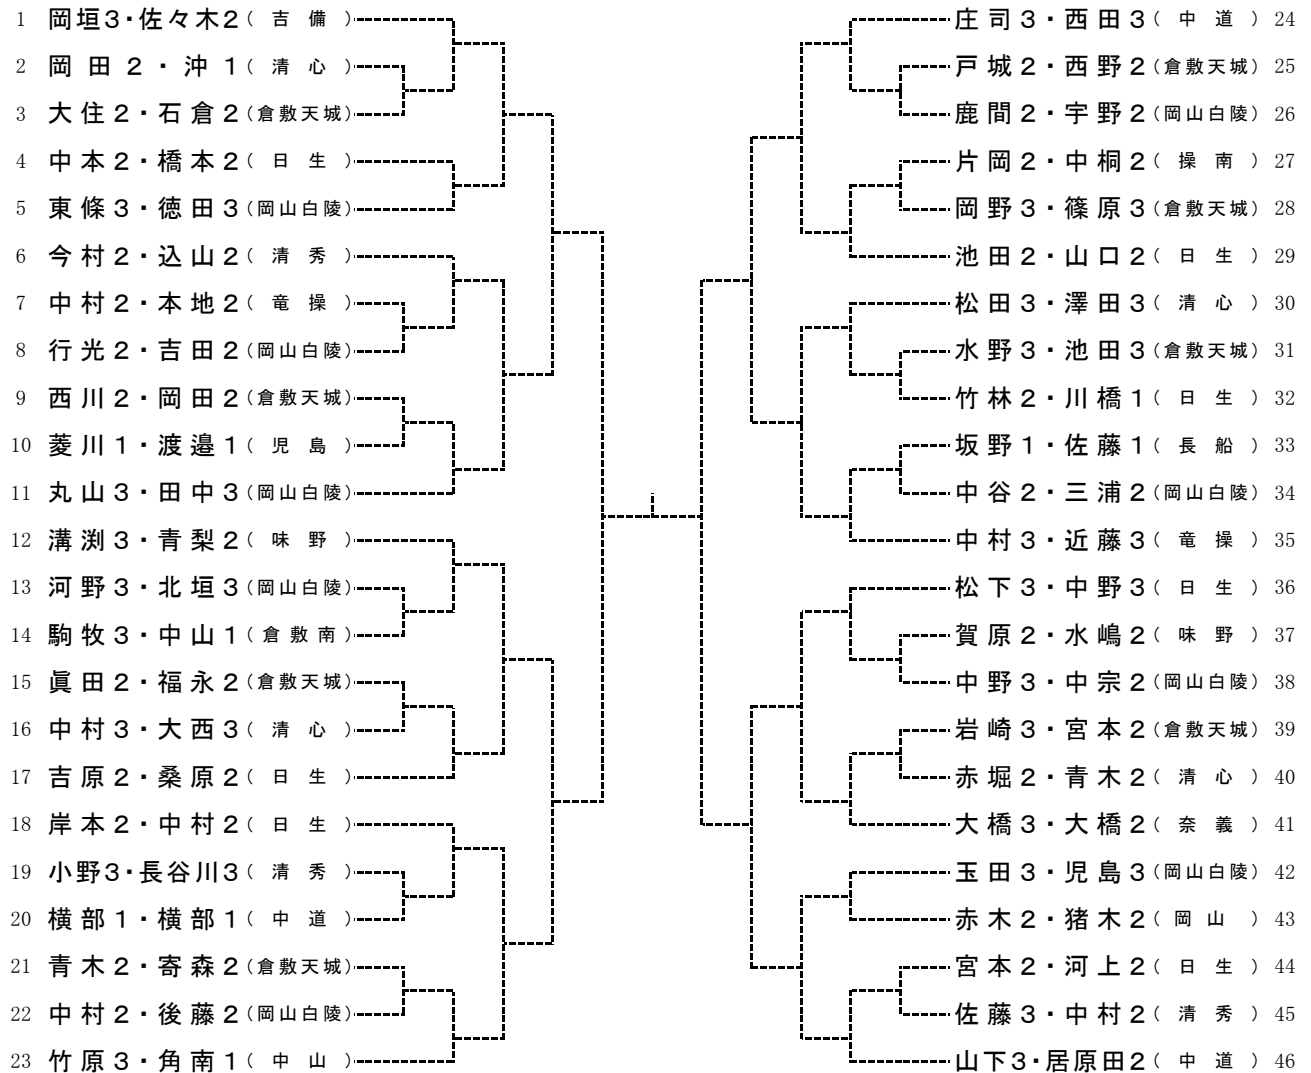 1 岡垣3・佐々木2（吉備）
2 岡田2・沖1（清心）
3 大住2・石倉2（倉敷天城）
4 中本2・橋本2（日生）
5 東條3・徳田3（岡山白陵）
6 今村2・込山2（清秀）
7 中村2・本地2（竜操）
8 行光2・吉田2（岡山白陵）
9 西川2・岡田2（倉敷天城）
10 菱川1・渡邉1（児島）
11 丸山3・田中3（岡山白陵）
12 溝渕3・青梨2（味野）
13 河野3・北垣3（岡山白陵）
14 駒牧3・中山1（倉敷南）
15 眞田2・福永2（倉敷天城）
16 中村3・大西3（清心）
17 吉原2・桑原2（日生）
18 岸本2・中村2（日生）
19 小野3・長谷川3（清秀）
20 横部1・横部1（中道）
21 青木2・寄森2（倉敷天城）
22 中村2・後藤2（岡山白陵）
23 竹原3・角南1（中山）
庄司3・西田3（中道）24
戸城2・西野2（倉敷天城）25
鹿間2・宇野2（岡山白陵）26
片岡2・中桐2（操南）27
岡野3・篠原3（倉敷天城）28
池田2・山口2（日生）29
松田3・澤田3（清心）30
水野3・池田3（倉敷天城）31
竹林2・川橋1（日生）32
坂野1・佐藤1（長船）33
中谷2・三浦2（岡山白陵）34
中村3・近藤3（竜操）35
松下3・中野3（日生）36
賀原2・水嶋2（味野）37
中野3・中宗2（岡山白陵）38
岩崎3・宮本2（倉敷天城）39
赤堀2・青木2（清心）40
大橋3・大橋2（奈義）41
玉田3・児島3（岡山白陵）42
赤木2・猪木2（岡山）43
宮本2・河上2（日生）44
佐藤3・中村2（清秀）45
山下3・居原田2（中道）46